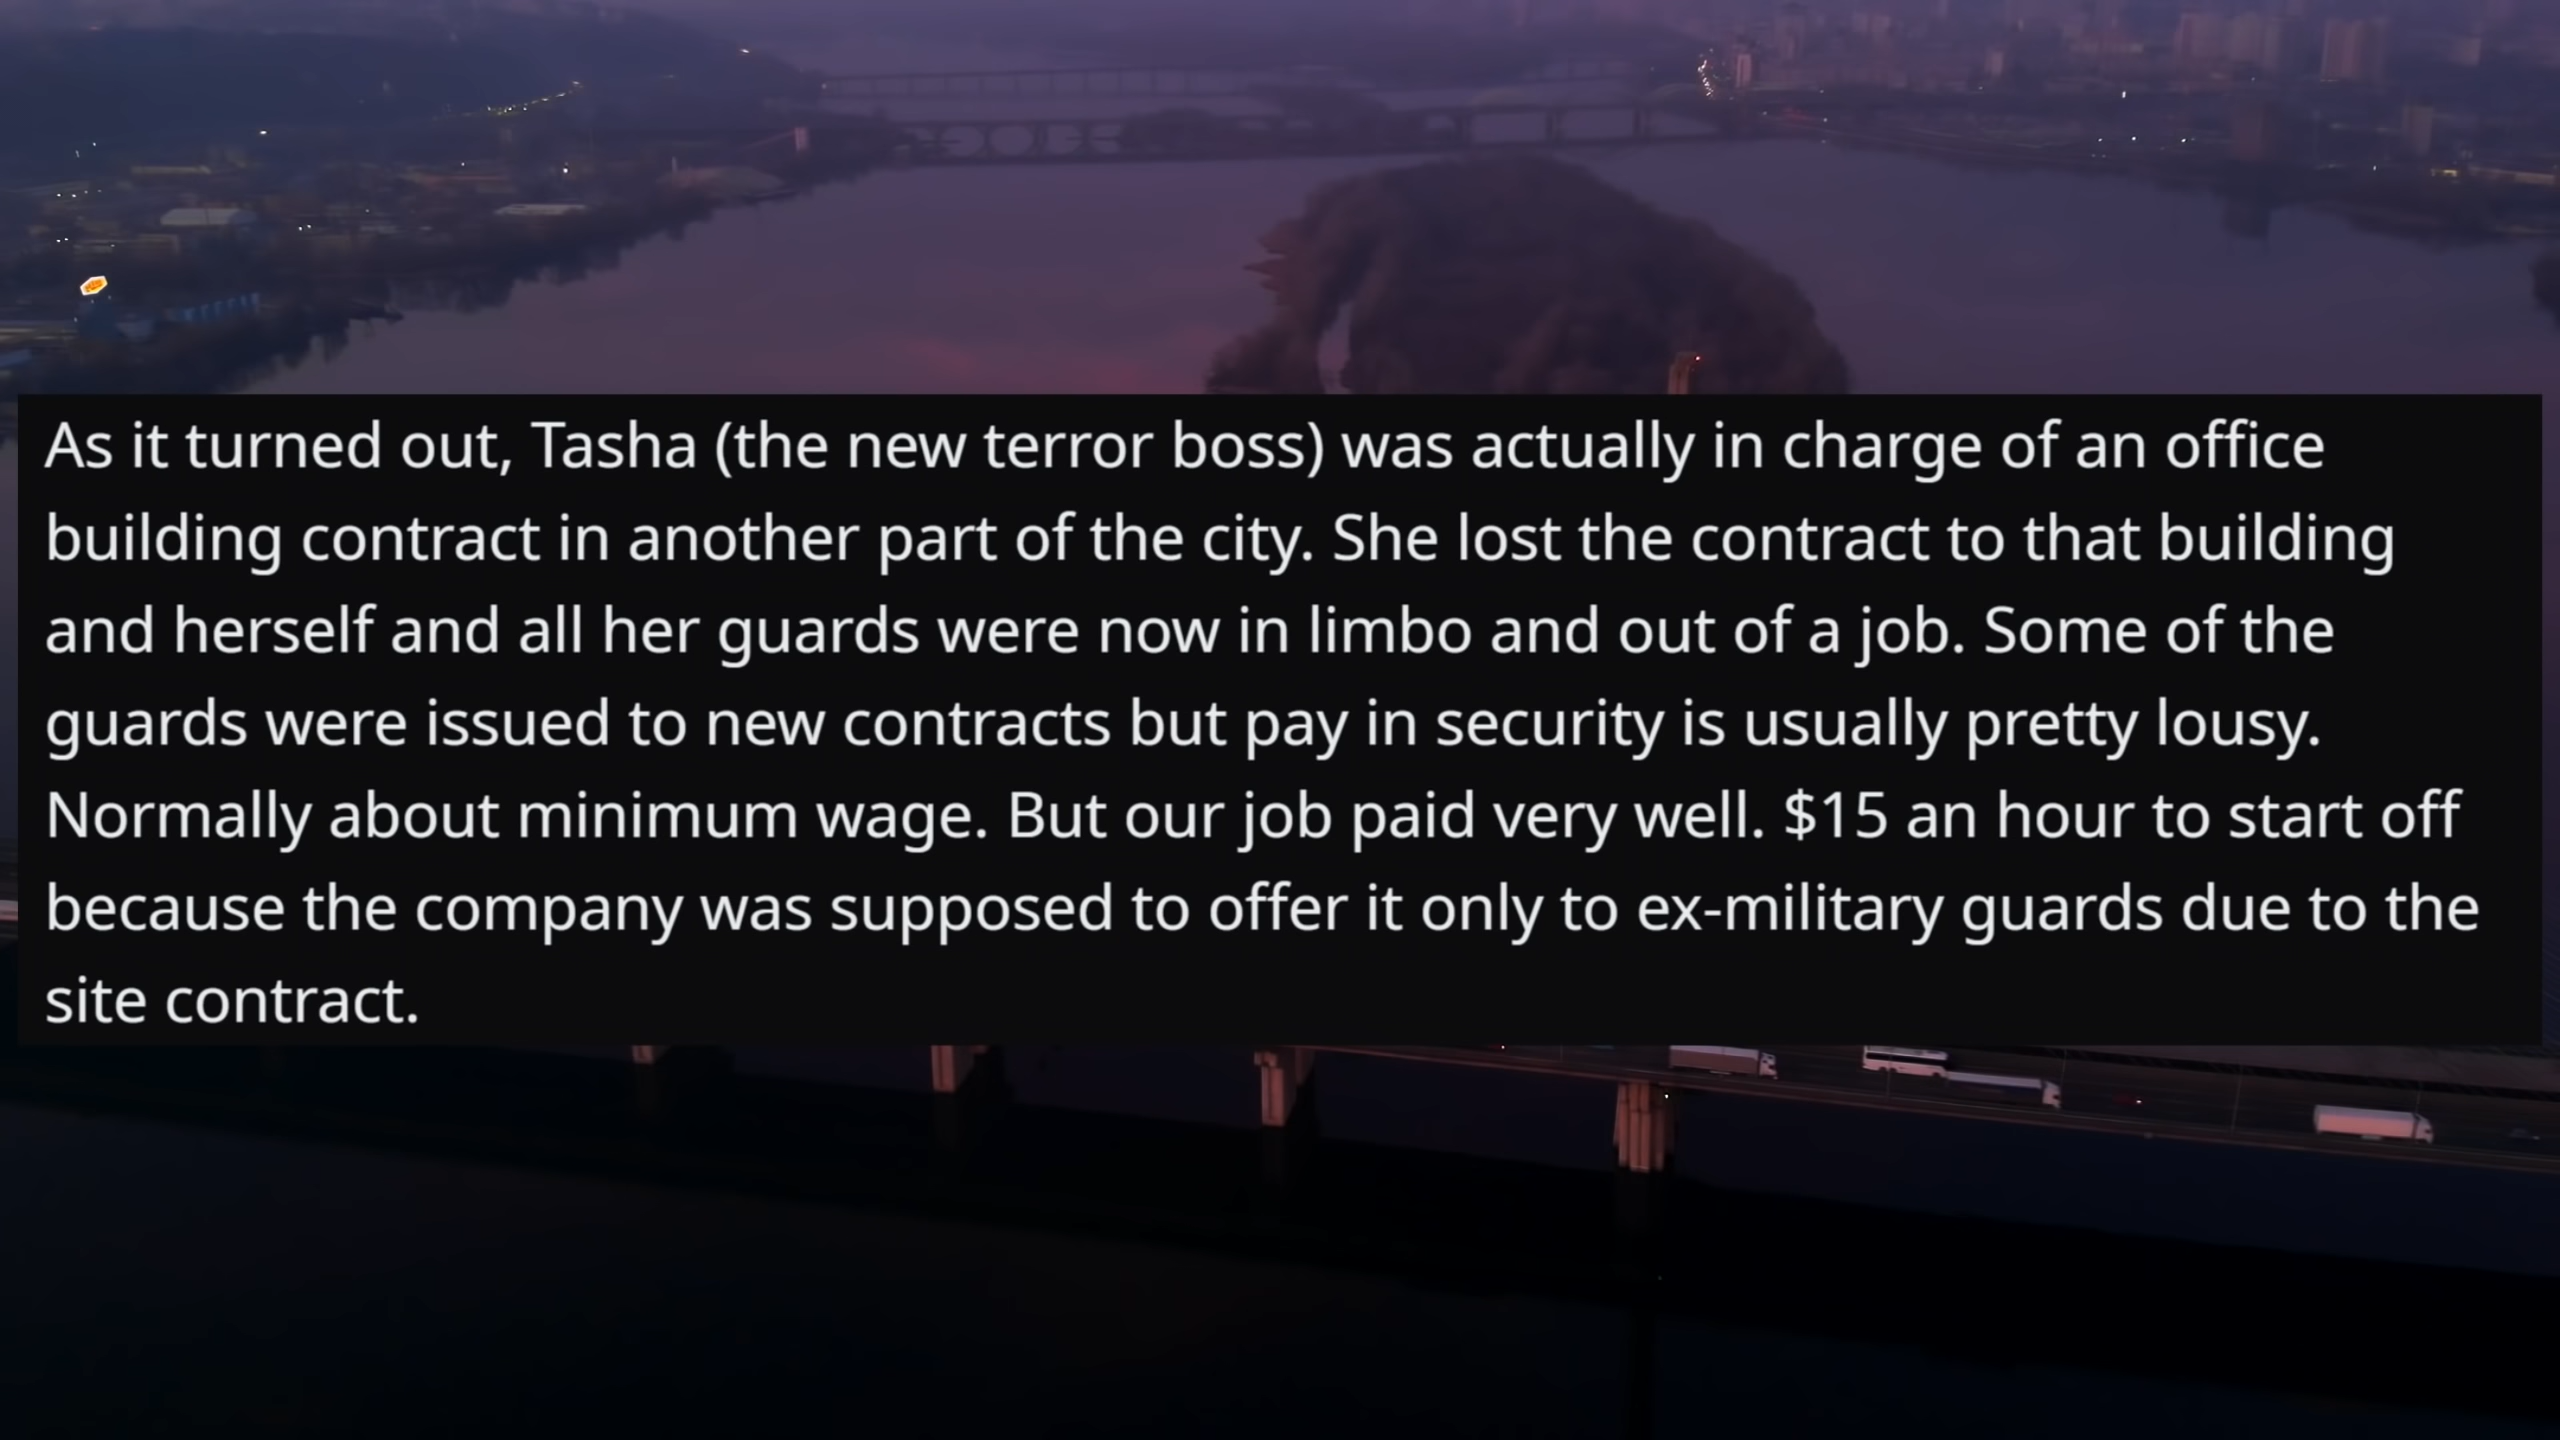 As it turned out, Tasha (the new terror boss) was actually in charge of an office
building contract in another part of the city. She lost the contract to that building
and herself and all her guards were now in limbo and out of a job. Some of the
guards were issued to new contracts but pay in security is usually pretty lousy.
Normally about minimum wage. But our job paid very well. $15 an hour to start off
because the company was supposed to offer it only to ex-military guards due to the
site contract.